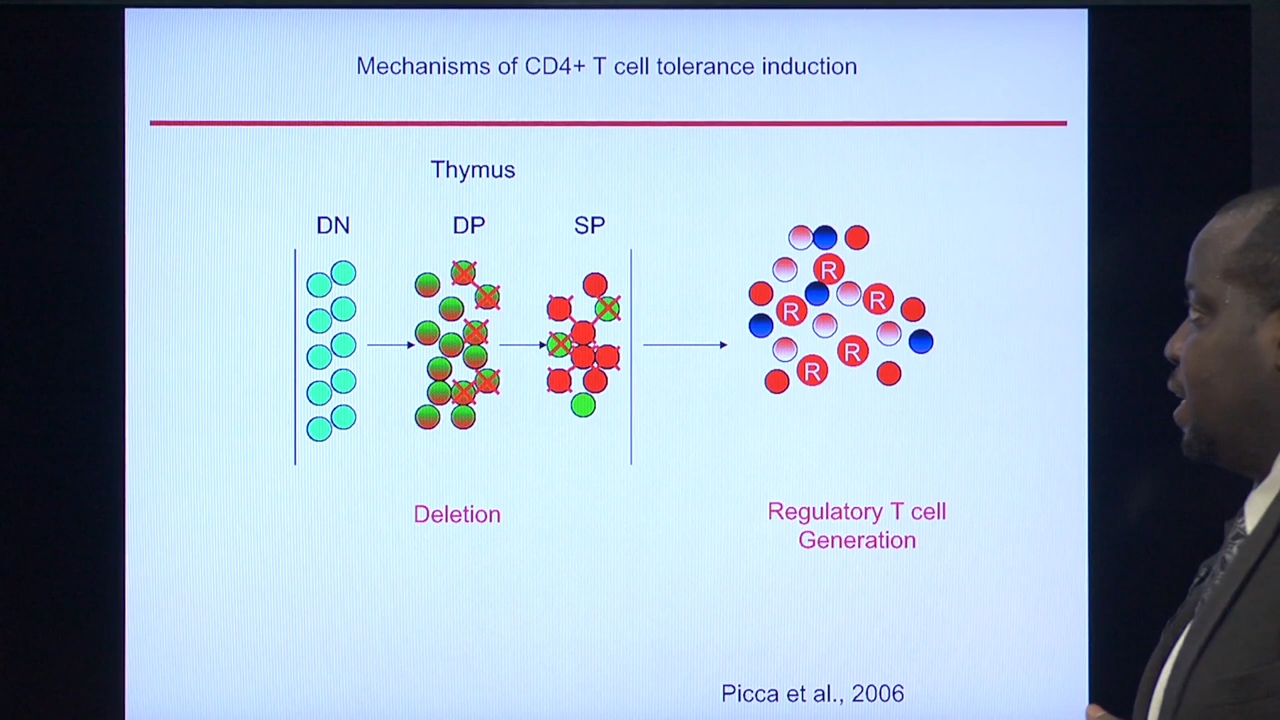 Mechanisms of CD4+ T cell tolerance induction
Thymus
DN DP SP
R
R
R
R
R
Deletion
Regulatory T cell
Generation
Picca et al., 2006